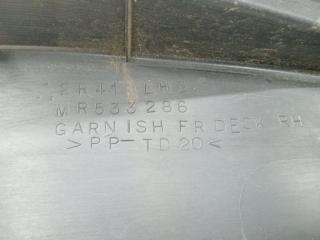 MR533286
GARNISH FR DECK RH
>PP-TD20<